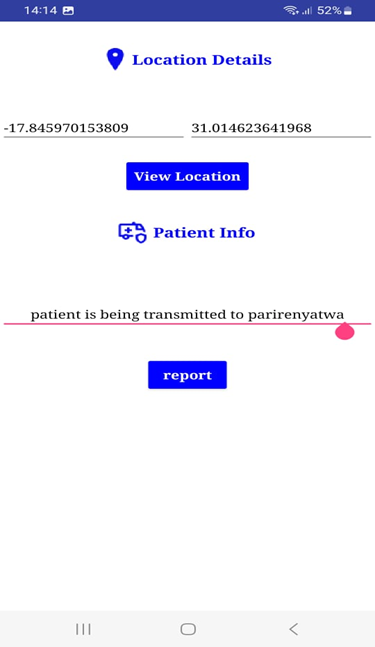 14:14 52%
Location Details
-17.845970153809 31.014623641968
View Location
Patient Info
patient is being transmitted to parirenyatwa
report